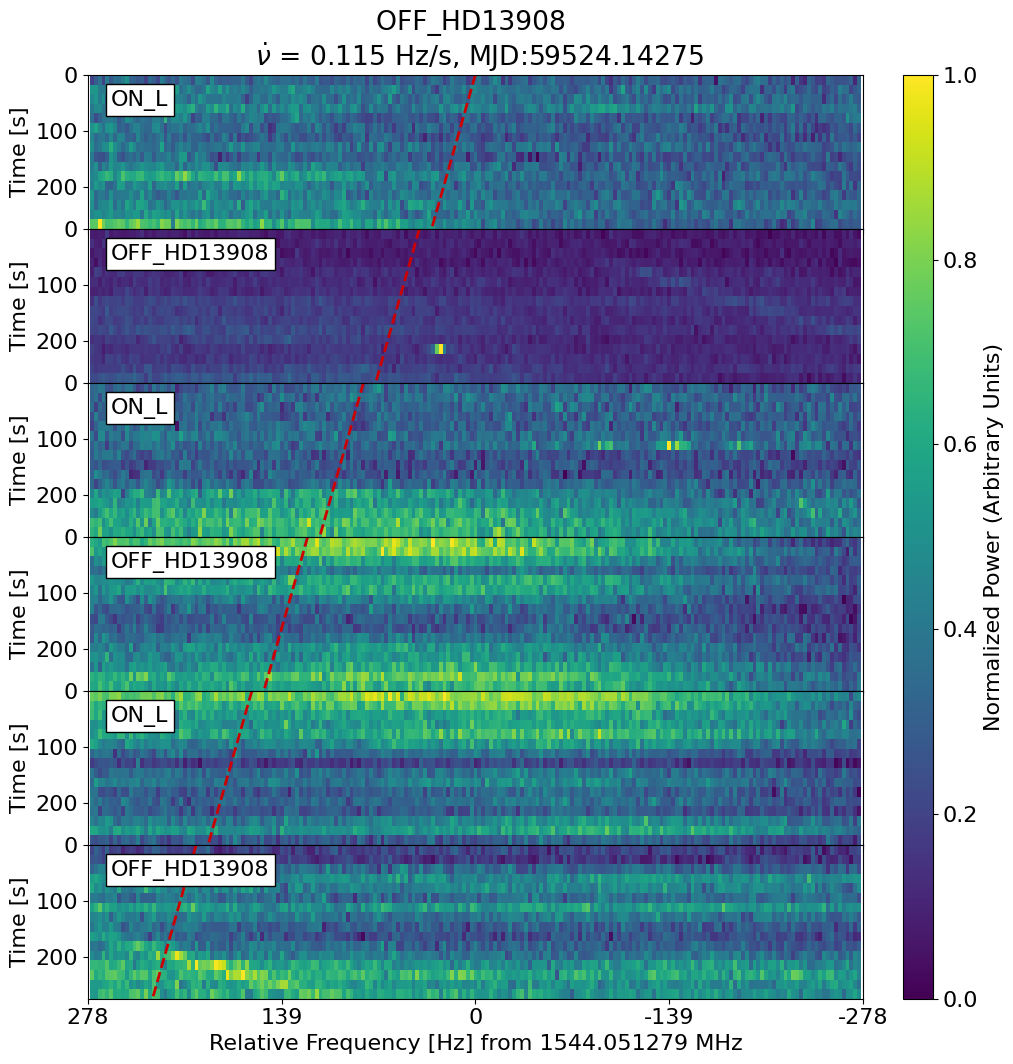 OFF_HD13908
ν̇ = 0.115 Hz/s, MJD:59524.14275
ON_L
OFF_HD13908
ON_L
OFF_HD13908
ON_L
OFF_HD13908
Time [s]
Time [s]
Time [s]
Time [s]
Time [s]
Time [s]
0
100
200
0
100
200
0
100
200
0
100
200
0
100
200
0
100
200
278
139
0
-139
-278
Relative Frequency [Hz] from 1544.051279 MHz
1.0
0.8
0.6
0.4
0.2
0.0
Normalized Power (Arbitrary Units)